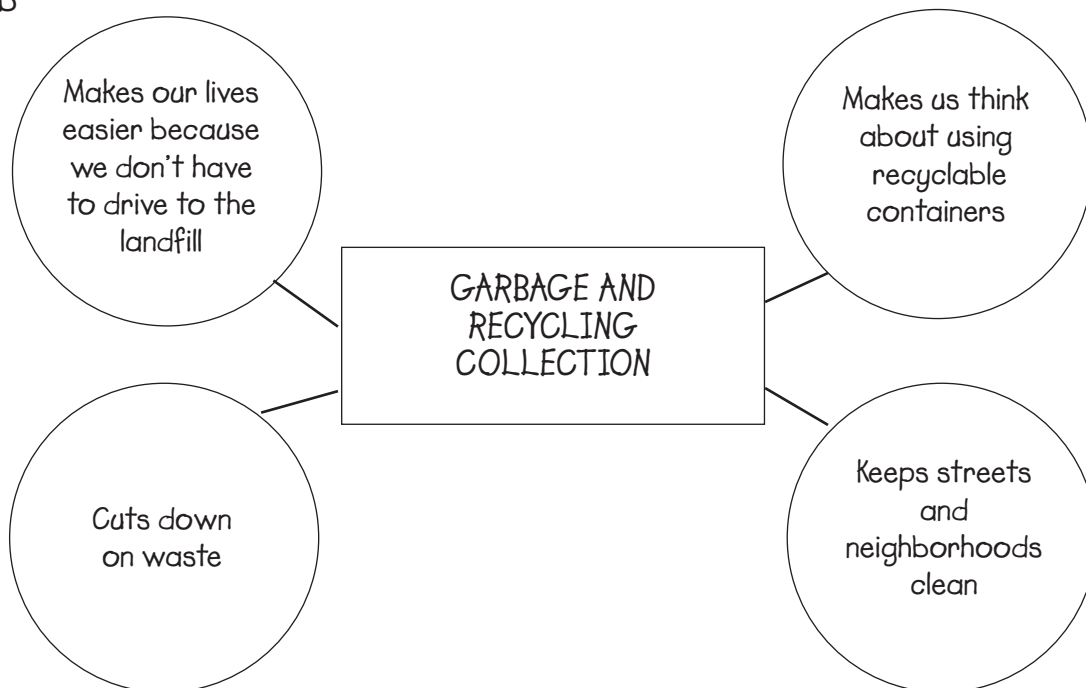 Makes our lives
easier because
we don't have
to drive to the
landfill
Makes us think
about using
recyclable
containers
GARBAGE AND
RECYCLING
COLLECTION
Cuts down
on waste
Keeps streets
and
neighborhoods
clean